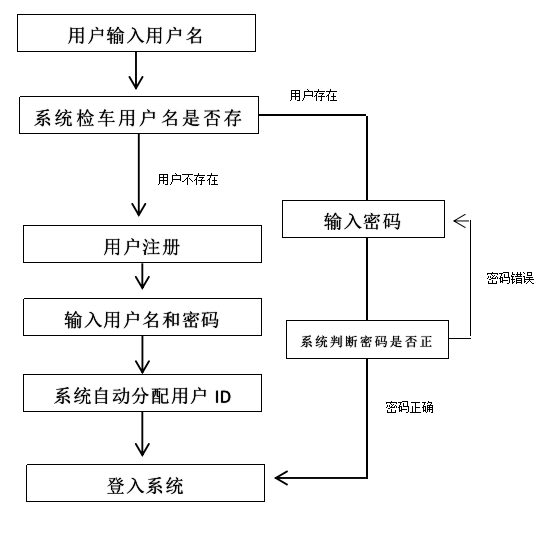 用户输入用户名
用户存在
系统检车用户名是否存
用户不存在
输入密码
用户注册
密码错误
输入用户名和密码
系统判断密码是否正
系统自动分配用户 ID
密码正确
登入系统